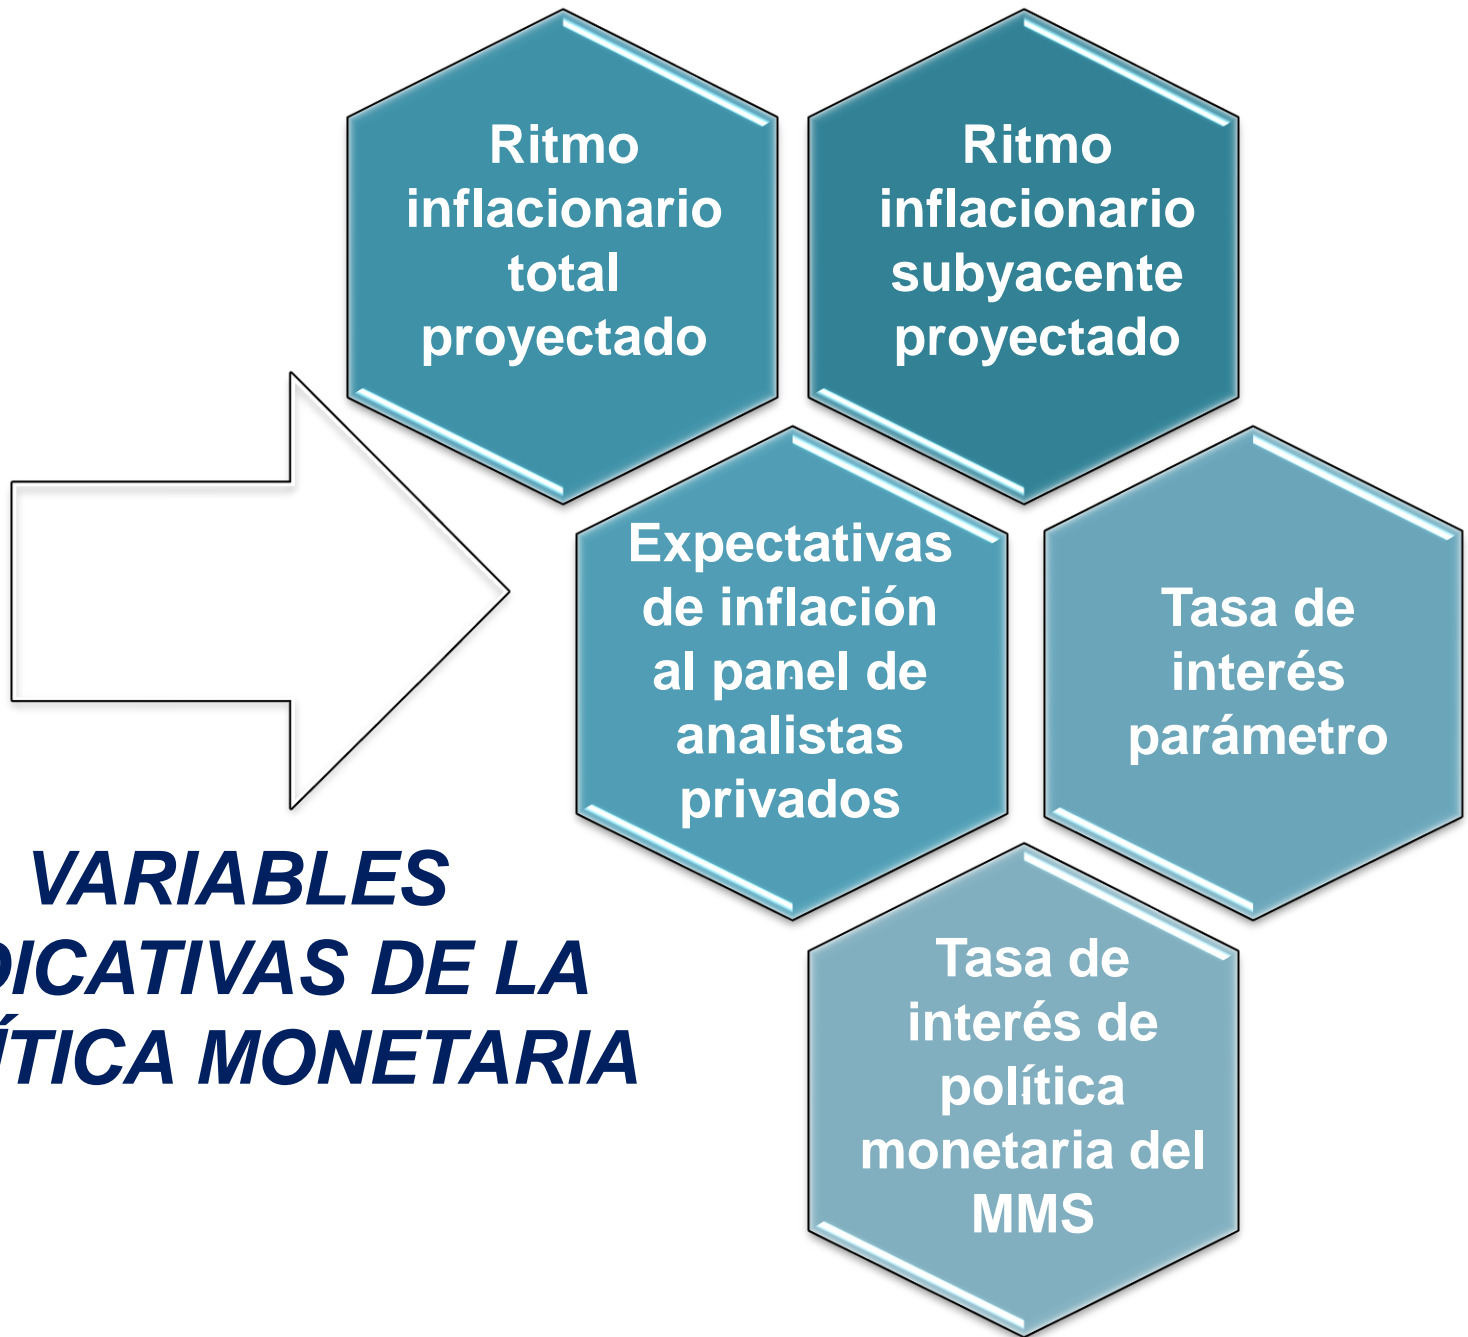 Ritmo
inflacionario
total
proyectado
Ritmo
inflacionario
subyacente
proyectado
Expectativas
de inflación
al panel de
analistas
privados
Tasa de
interés
parámetro
Tasa de
interés de
política
monetaria del
MMS
VARIABLES
DICATIVAS DE LA
ÍTICA MONETARIA